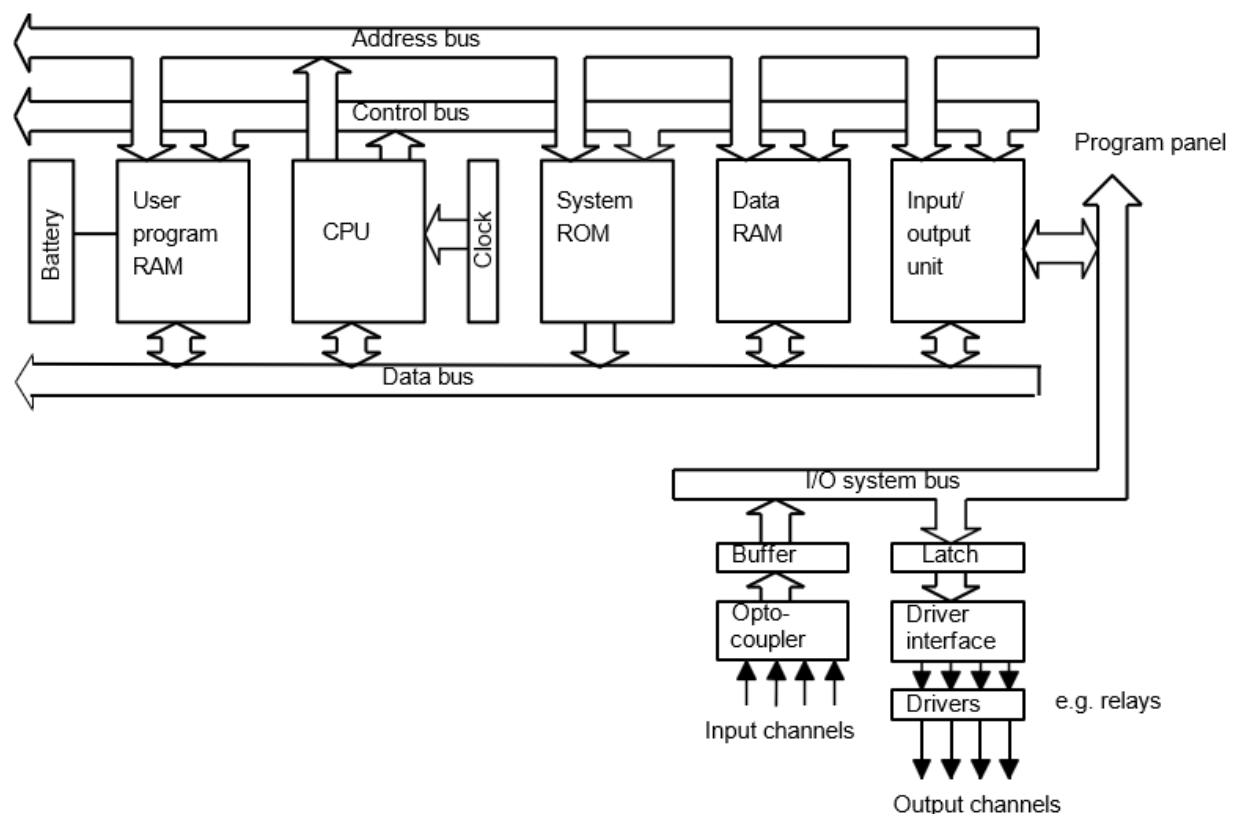 Address bus
Control bus
Program panel
Battery
User
program
RAM
CPU
Clock
System
ROM
Data
RAM
Input/
output
unit
Data bus
I/O system bus
Buffer
Latch
Opto-
coupler
Driver
interface
Drivers
e.g. relays
Input channels
Output channels